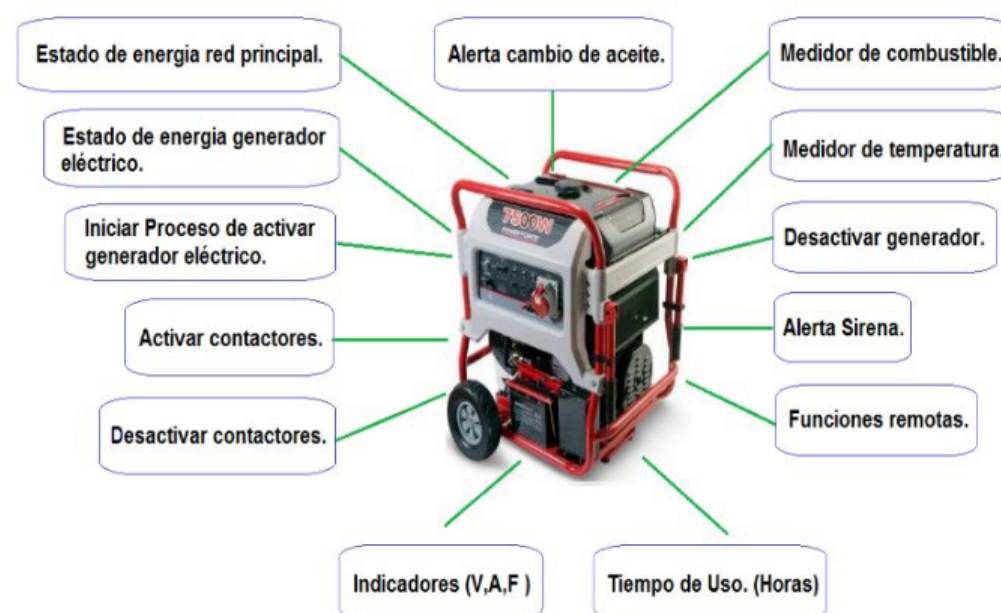 Estado de energia red principal.
Alerta cambio de aceite.
Medidor de combustible.
Estado de energia generador
eléctrico.
Medidor de temperatura.
Iniciar Proceso de activar
generador eléctrico.
Desactivar generador.
Activar contactores.
Alerta Sirena.
Desactivar contactores.
Funciones remotas.
Indicadores (V,A,F )
Tiempo de Uso. (Horas)
7500W